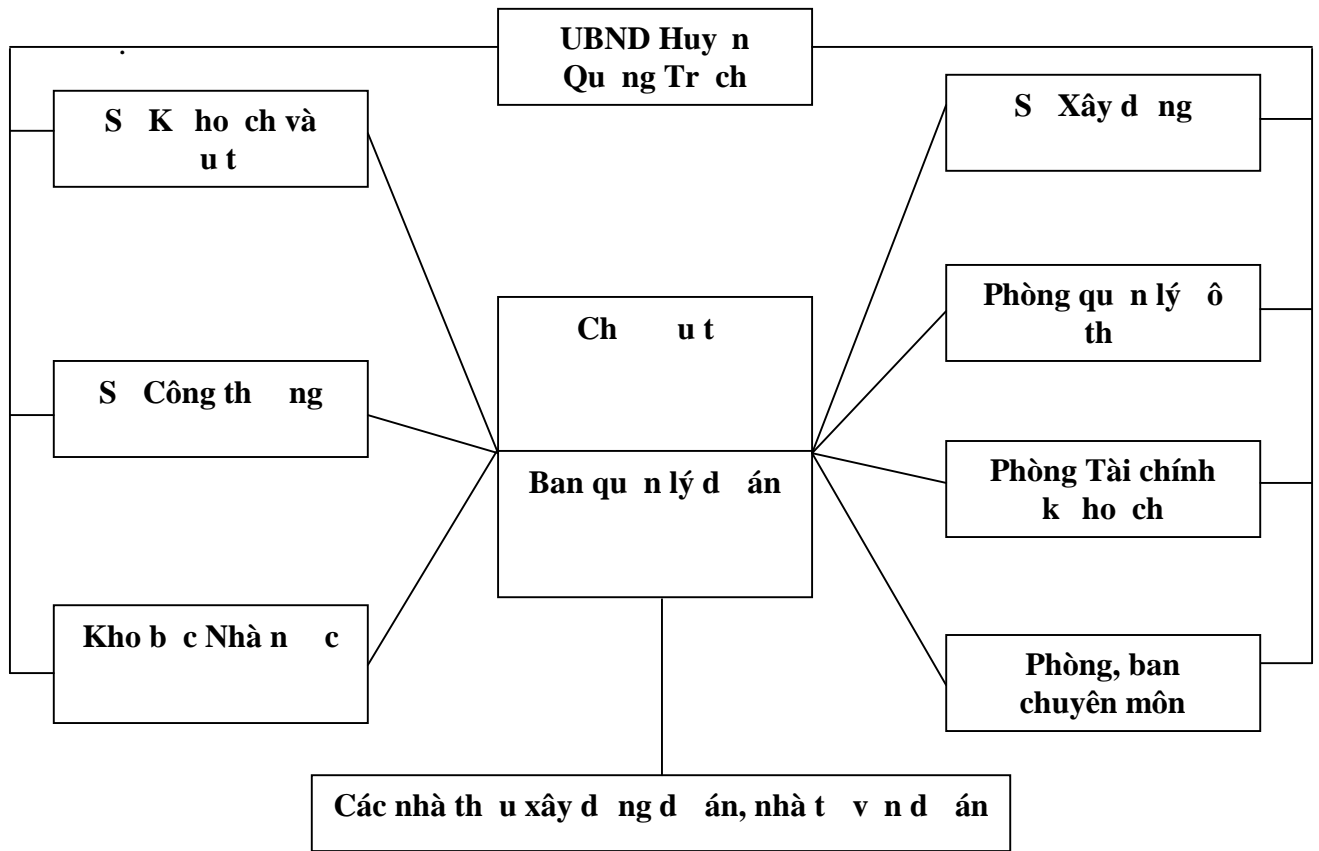 UBND Huy n
Qu ng Tr ch
S K ho ch và
u t
S Xây d ng
Phòng qu n lý ô
th
Ch u t
S Công th ng
Ban qu n lý d án
Phòng Tài chính
k ho ch
Kho b c Nhà n c
Phòng, ban
chuyên môn
Các nhà th u xây d ng d án, nhà t v n d án